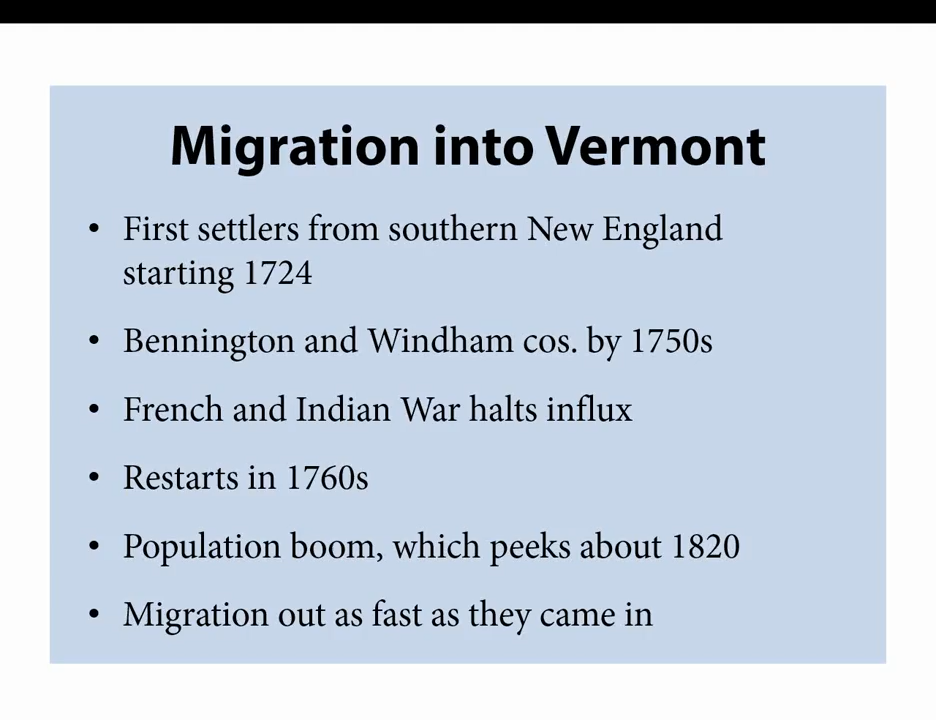 Migration into Vermont
• First settlers from southern New England
starting 1724
• Bennington and Windham cos. by 1750s
• French and Indian War halts influx
• Restarts in 1760s
• Population boom, which peeks about 1820
• Migration out as fast as they came in